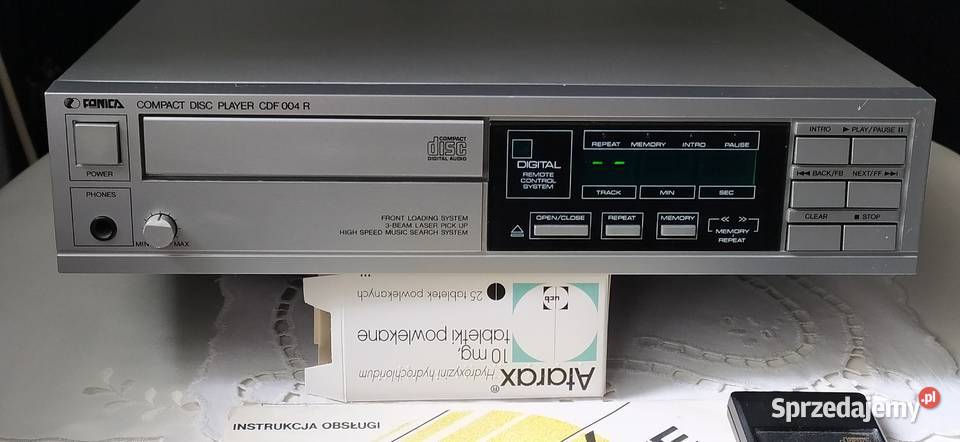 FONICA COMPACT DISC PLAYER CDF 004 R
POWER
PHONES
MIN MAX
COMPACT
disc
DIGITAL AUDIO
FRONT LOADING SYSTEM
3-BEAM LASER PICK UP
HIGH SPEED MUSIC SEARCH SYSTEM
DIGITAL
REMOTE
CONTROL
SYSTEM
REPEAT MEMORY INTRO PAUSE
TRACK MIN SEC
OPEN/CLOSE REPEAT MEMORY
MEMORY
REPEAT
INTRO PLAY/PAUSE
BACK/FB NEXT/FF
CLEAR STOP
Atarax®
Hydroxyzini hydrochloridum
10 mg,
tabletki powlekane
25 tabletek powlekanych
ucb
INSTRUKCJA OBSŁUGI
Sprzedajemy.pl